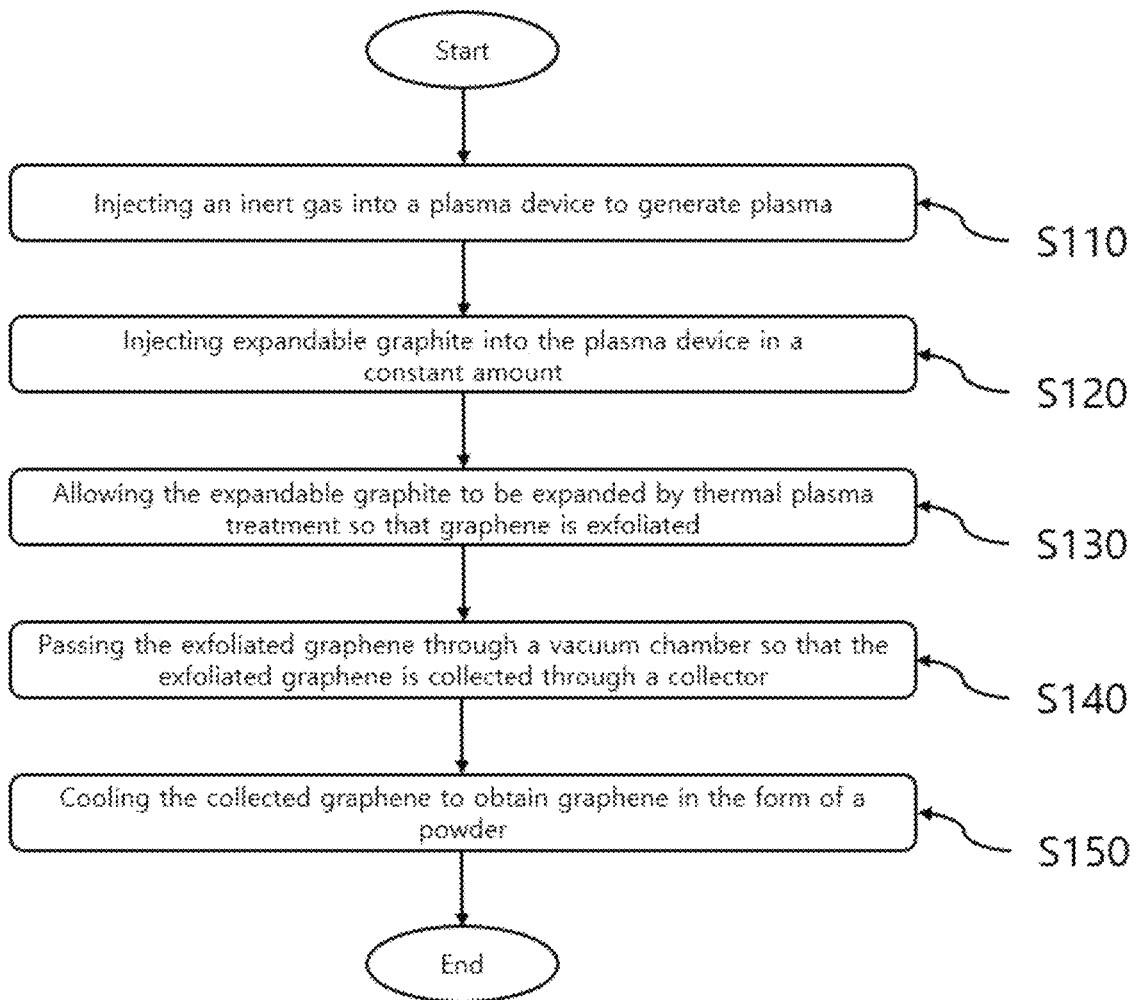 Start
Injecting an inert gas into a plasma device to generate plasma
S110
Injecting expandable graphite into the plasma device in a
constant amount
S120
Allowing the expandable graphite to be expanded by thermal plasma
treatment so that graphene is exfoliated
S130
Passing the exfoliated graphene through a vacuum chamber so that the
exfoliated graphene is collected through a collector
S140
Cooling the collected graphene to obtain graphene in the form of a
powder
S150
End